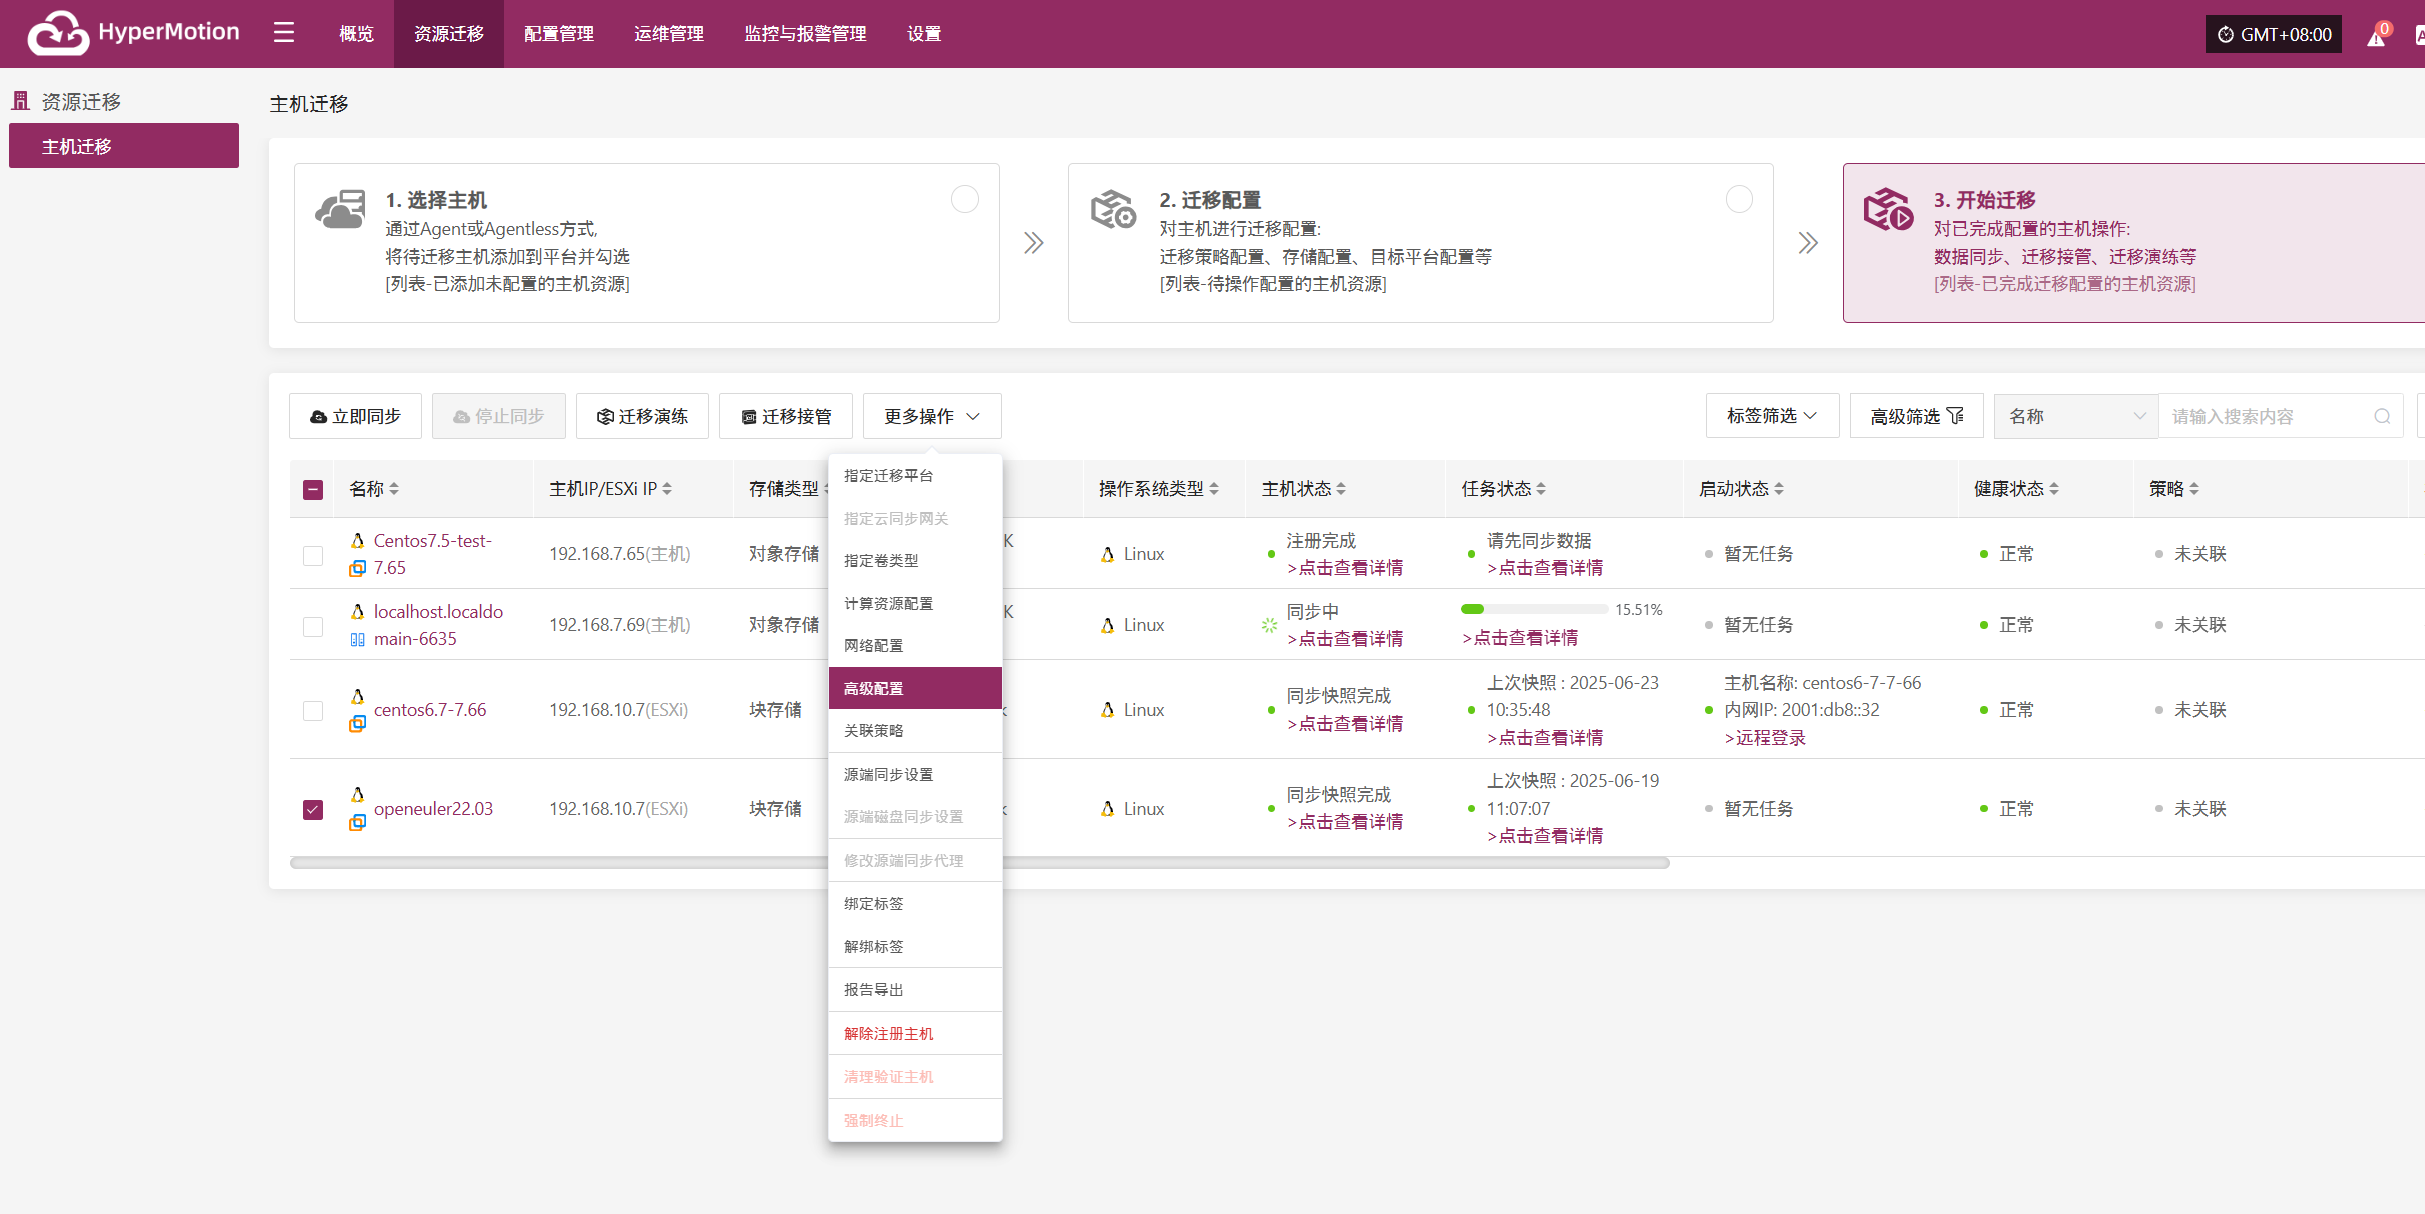 HyperMotion
概览
资源迁移
配置管理
运维管理
监控与报警管理
设置
GMT+08:00
0
资源迁移
主机迁移
主机迁移
1. 选择主机
通过Agent或Agentless方式,
将待迁移主机添加到平台并勾选
[列表-已添加未配置的主机资源]
2. 迁移配置
对主机进行迁移配置:
迁移策略配置、存储配置、目标平台配置等
[列表-待操作配置的主机资源]
3. 开始迁移
对已完成配置的主机操作:
数据同步、迁移接管、迁移演练等
[列表-已完成迁移配置的主机资源]
立即同步
停止同步
迁移演练
迁移接管
更多操作
标签筛选
高级筛选
名称
请输入搜索内容
名称
主机IP/ESXi IP
存储类型
操作系统类型
主机状态
任务状态
启动状态
健康状态
策略
Centos7.5-test-
7.65
192.168.7.65(主机)
对象存储
K
Linux
注册完成
>点击查看详情
请先同步数据
>点击查看详情
暂无任务
正常
未关联
localhost.localdo
main-6635
192.168.7.69(主机)
对象存储
K
Linux
同步中
>点击查看详情
15.51%
>点击查看详情
暂无任务
正常
未关联
centos6.7-7.66
192.168.10.7(ESXi)
块存储
Linux
同步快照完成
>点击查看详情
上次快照 : 2025-06-23
10:35:48
>点击查看详情
主机名称: centos6-7-7-66
内网IP: 2001:db8::32
>远程登录
正常
未关联
openeuler22.03
192.168.10.7(ESXi)
块存储
Linux
同步快照完成
>点击查看详情
上次快照 : 2025-06-19
11:07:07
>点击查看详情
暂无任务
正常
未关联
指定迁移平台
指定云同步网关
指定卷类型
计算资源配置
网络配置
高级配置
关联策略
源端同步设置
源端磁盘同步设置
修改源端同步代理
绑定标签
解绑标签
报告导出
解除注册主机
清理验证主机
强制终止